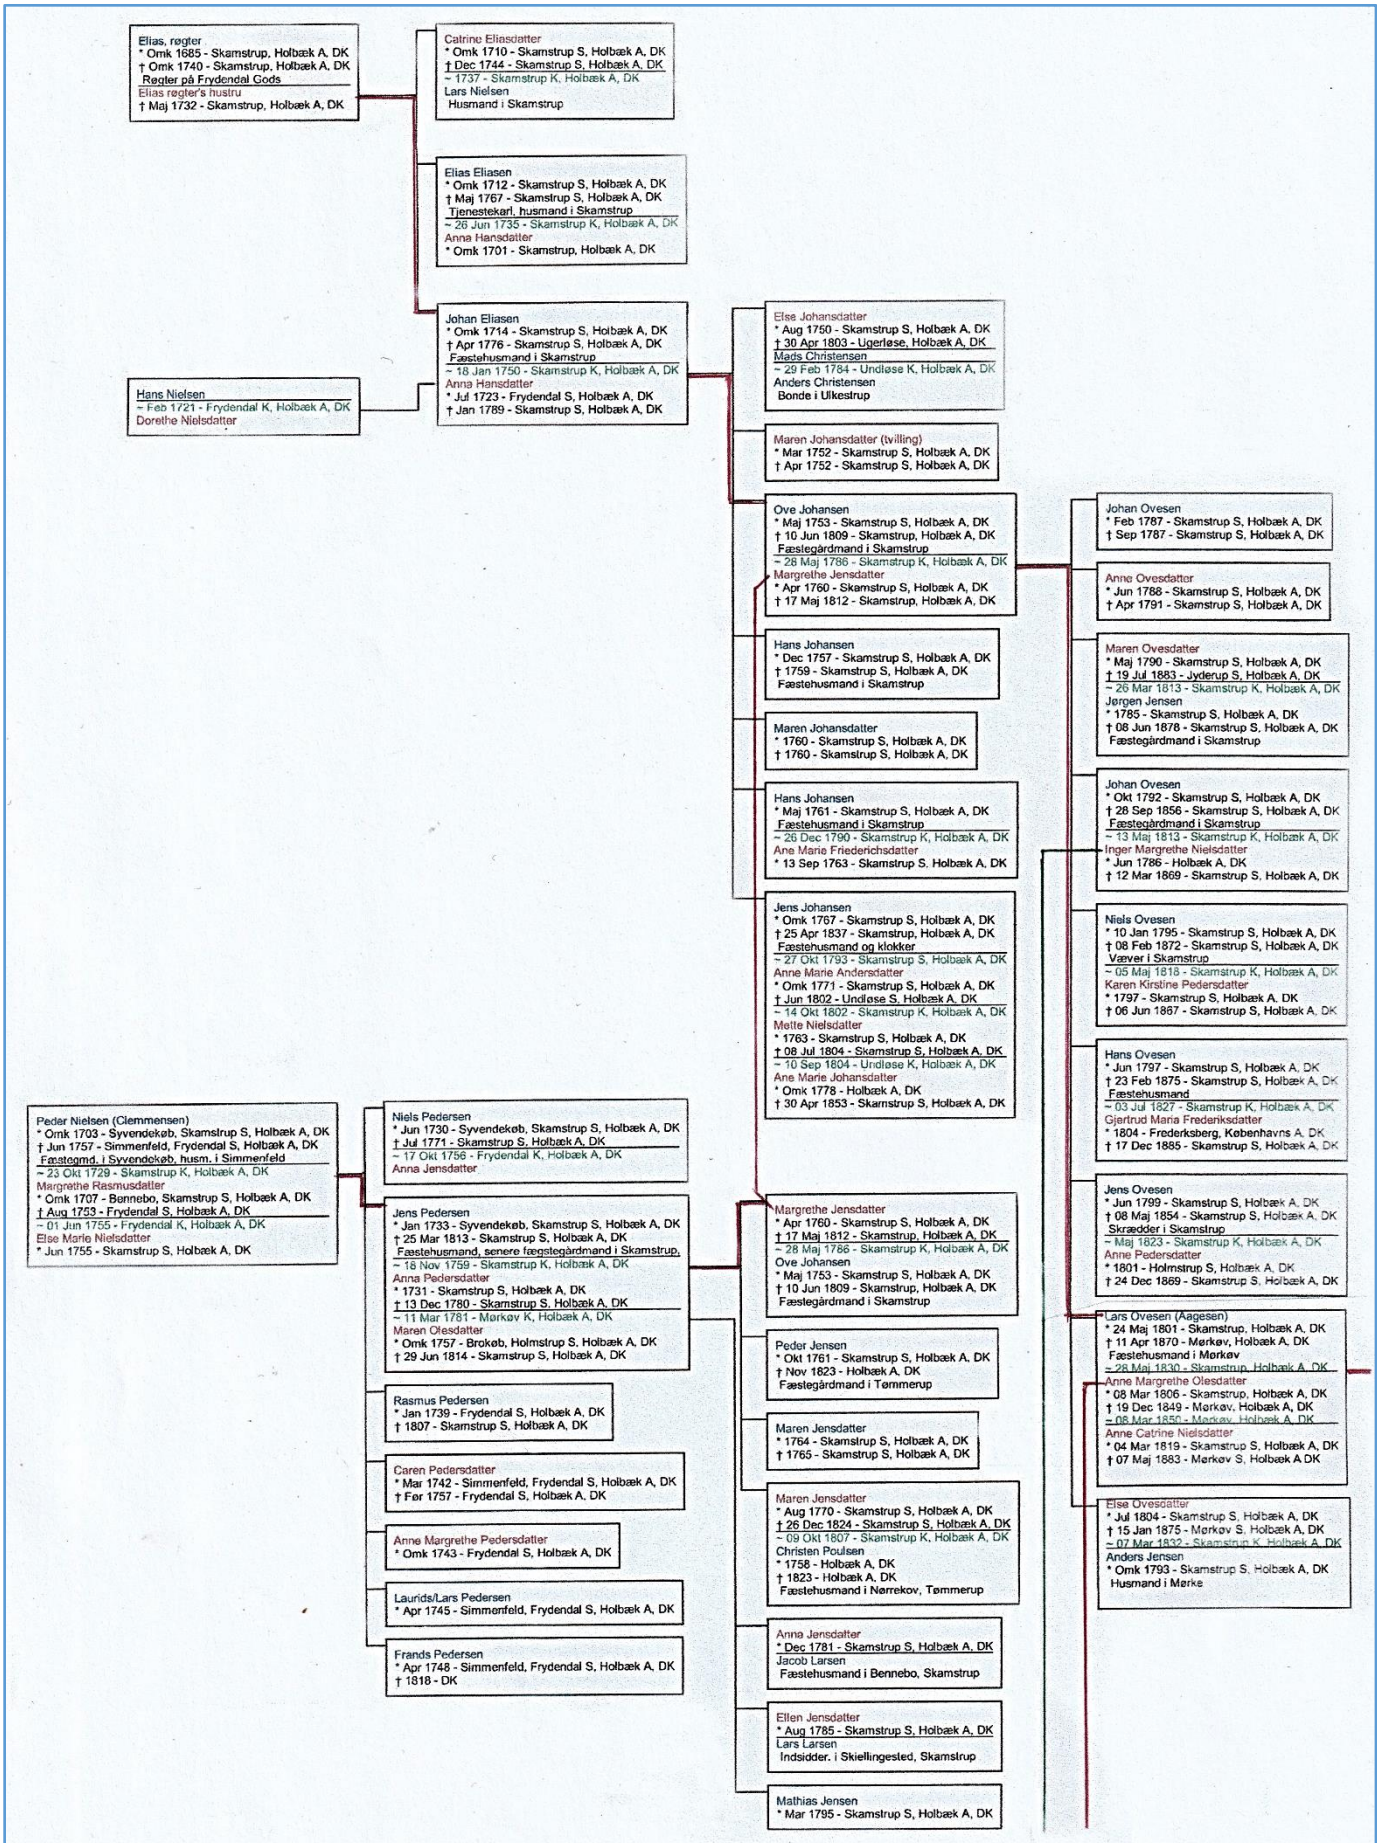 Elias, røgter
* Omk 1685 - Skamstrup, Holbæk A, DK
† Omk 1740 - Skamstrup, Holbæk A, DK
Røgter på Frydendal Gods
Elias røgter's hustru
† Maj 1732 - Skamstrup, Holbæk A, DK
Catrine Eliasdatter
* Omk 1710 - Skamstrup S, Holbæk A, DK
† Dec 1744 - Skamstrup S, Holbæk A, DK
~ 1737 - Skamstrup K, Holbæk A, DK
Lars Nielsen
Husmand i Skamstrup
Elias Eliasen
* Omk 1712 - Skamstrup S, Holbæk A, DK
† Maj 1767 - Skamstrup S, Holbæk A, DK
Tjenestekarl, husmand i Skamstrup
~ 26 Jun 1735 - Skamstrup K, Holbæk A, DK
Anna Hansdatter
* Omk 1701 - Skamstrup, Holbæk A, DK
Johan Eliasen
* Omk 1714 - Skamstrup S, Holbæk A, DK
† Apr 1776 - Skamstrup S, Holbæk A, DK
Fæstehusmand i Skamstrup
~ 18 Jan 1750 - Skamstrup K, Holbæk A, DK
Anna Hansdatter
* Jul 1723 - Frydendal S, Holbæk A, DK
† Jan 1789 - Skamstrup S, Holbæk A, DK
Hans Nielsen
~ Feb 1721 - Frydendal K, Holbæk A, DK
Dorethe Nielsdatter
Else Johansdatter
* Aug 1750 - Skamstrup S, Holbæk A, DK
† 30 Apr 1803 - Ugerløse, Holbæk A, DK
Mads Christensen
~ 29 Feb 1784 - Undløse K, Holbæk A, DK
Anders Christensen
Bonde i Ulkestrup
Maren Johansdatter (tvilling)
* Mar 1752 - Skamstrup S, Holbæk A, DK
† Apr 1752 - Skamstrup S, Holbæk A, DK
Ove Johansen
* Maj 1753 - Skamstrup S, Holbæk A, DK
† 10 Jun 1809 - Skamstrup, Holbæk A, DK
Fæstegårdmand i Skamstrup
~ 28 Maj 1786 - Skamstrup K, Holbæk A, DK
Margrethe Jensdatter
* Apr 1760 - Skamstrup S, Holbæk A, DK
† 17 Maj 1812 - Skamstrup, Holbæk A, DK
Hans Johansen
* Dec 1757 - Skamstrup S, Holbæk A, DK
† 1759 - Skamstrup S, Holbæk A, DK
Fæstehusmand i Skamstrup
Maren Johansdatter
* 1760 - Skamstrup S, Holbæk A, DK
† 1760 - Skamstrup S, Holbæk A, DK
Hans Johansen
* Maj 1761 - Skamstrup S, Holbæk A, DK
Fæstehusmand i Skamstrup
~ 26 Dec 1790 - Skamstrup K, Holbæk A, DK
Ane Marie Friederichsdatter
* 13 Sep 1763 - Skamstrup S. Holbæk A, DK
Jens Johansen
* Omk 1767 - Skamstrup S, Holbæk A, DK
† 25 Apr 1837 - Skamstrup, Holbæk A, DK
Fæstehusmand og klokker
~ 27 Okt 1793 - Skamstrup S, Holbæk A, DK
Anne Marie Andersdatter
* Omk 1771 - Skamstrup S, Holbæk A, DK
† Jun 1802 - Undløse S, Holbæk A, DK
~ 14 Okt 1802 - Skamstrup K, Holbæk A, DK
Mette Nielsdatter
* 1763 - Skamstrup S, Holbæk A, DK
† 08 Jul 1804 - Skamstrup S, Holbæk A, DK
~ 10 Sep 1804 - Undløse K, Holbæk A, DK
Ane Marie Johansdatter
* Omk 1778 - Holbæk A, DK
† 30 Apr 1853 - Skamstrup S, Holbæk A, DK
Johan Ovesen
* Feb 1787 - Skamstrup S, Holbæk A, DK
† Sep 1787 - Skamstrup S, Holbæk A, DK
Anne Ovesdatter
* Jun 1788 - Skamstrup S, Holbæk A, DK
† Apr 1791 - Skamstrup S, Holbæk A, DK
Maren Ovesdatter
* Maj 1790 - Skamstrup S, Holbæk A, DK
† 19 Jul 1883 - Jyderup S, Holbæk A, DK
~ 26 Mar 1813 - Skamstrup K, Holbæk A, DK
Jørgen Jensen
* 1785 - Skamstrup S, Holbæk A, DK
† 08 Jun 1878 - Skamstrup S, Holbæk A, DK
Fæstegårdmand i Skamstrup
Johan Ovesen
* Okt 1792 - Skamstrup S, Holbæk A, DK
† 28 Sep 1856 - Skamstrup S, Holbæk A, DK
Fæstegårdmand i Skamstrup
~ 13 Maj 1813 - Skamstrup K, Holbæk A, DK
Inger Margrethe Nielsdatter
* Jun 1786 - Holbæk A, DK
† 12 Mar 1869 - Skamstrup S, Holbæk A, DK
Niels Ovesen
* 10 Jan 1795 - Skamstrup S, Holbæk A, DK
† 08 Feb 1872 - Skamstrup S, Holbæk A, DK
Væver i Skamstrup
~ 05 Maj 1818 - Skamstrup K, Holbæk A, DK
Karen Kirstine Pedersdatter
* 1797 - Skamstrup S, Holbæk A, DK
† 06 Jun 1867 - Skamstrup S, Holbæk A, DK
Hans Ovesen
* Jun 1797 - Skamstrup S, Holbæk A, DK
† 23 Feb 1875 - Skamstrup S, Holbæk A, DK
Fæstehusmand
~ 03 Jul 1827 - Skamstrup K, Holbæk A, DK
Gjertrud Maria Frederiksdatter
* 1804 - Frederksberg, Københavns A, DK
† 17 Dec 1885 - Skamstrup S, Holbæk A, DK
Jens Ovesen
* Jun 1799 - Skamstrup S, Holbæk A, DK
† 08 Maj 1854 - Skamstrup S, Holbæk A, DK
Skrædder i Skamstrup
~ Maj 1823 - Skamstrup K, Holbæk A, DK
Anne Pedersdatter
* 1801 - Holmstrup S, Holbæk A, DK
† 24 Dec 1869 - Skamstrup S, Holbæk A, DK
Lars Ovesen (Aagesen)
* 24 Maj 1801 - Skamstrup, Holbæk A, DK
† 11 Apr 1870 - Mørkøv, Holbæk A, DK
Fæstehusmand i Mørkøv
~ 28 Maj 1830 - Skamstrup, Holbæk A, DK
Anne Margrethe Olesdatter
* 08 Mar 1806 - Skamstrup, Holbæk A, DK
† 19 Dec 1849 - Mørkøv, Holbæk A, DK
~ 08 Mar 1850 - Mørkøv, Holbæk A, DK
Anne Catrine Nielsdatter
* 04 Mar 1819 - Skamstrup S, Holbæk A, DK
† 07 Maj 1883 - Mørkøv S, Holbæk A, DK
Else Ovesdatter
* Jul 1804 - Skamstrup S, Holbæk A, DK
† 15 Jan 1875 - Mørkøv S, Holbæk A, DK
~ 07 Mar 1832 - Skamstrup K, Holbæk A, DK
Anders Jensen
* Omk 1793 - Skamstrup S, Holbæk A, DK
Husmand i Mørke
Peder Nielsen (Clemmensen)
* Omk 1703 - Syvendekøb, Skamstrup S, Holbæk A, DK
† Jun 1757 - Simmenfeld, Frydendal S, Holbæk A, DK
Fæstegmd. i Syvendekøb, husm. i Simmenfeld
~ 23 Okt 1729 - Skamstrup K, Holbæk A, DK
Margrethe Rasmusdatter
* Omk 1707 - Bennebo, Skamstrup S, Holbæk A, DK
† Aug 1753 - Frydendal S, Holbæk A, DK
~ 01 Jun 1755 - Frydendal K, Holbæk A, DK
Else Marie Nielsdatter
* Jun 1755 - Skamstrup S, Holbæk A, DK
Niels Pedersen
* Jun 1730 - Syvendekøb, Skamstrup S, Holbæk A, DK
† Jul 1771 - Skamstrup S, Holbæk A, DK
~ 17 Okt 1756 - Frydendal K, Holbæk A, DK
Anna Jensdatter
Jens Pedersen
* Jan 1733 - Syvendekøb, Skamstrup S, Holbæk A, DK
† 25 Mar 1813 - Skamstrup S, Holbæk A, DK
Fæstehusmand, senere fægstegårdmand i Skamstrup,
~ 18 Nov 1759 - Skamstrup K, Holbæk A, DK
Anna Pedersdatter
* 1731 - Skamstrup S, Holbæk A, DK
† 13 Dec 1780 - Skamstrup S, Holbæk A, DK
~ 11 Mar 1781 - Mørkøv K, Holbæk A, DK
Maren Olesdatter
* Omk 1757 - Brokøb, Holmstrup S, Holbæk A, DK
† 29 Jun 1814 - Skamstrup S, Holbæk A, DK
Rasmus Pedersen
* Jan 1739 - Frydendal S, Holbæk A, DK
† 1807 - Skamstrup S, Holbæk A, DK
Caren Pedersdatter
* Mar 1742 - Simmenfeld, Frydendal S, Holbæk A, DK
† Før 1757 - Frydendal S, Holbæk A, DK
Anne Margrethe Pedersdatter
* Omk 1743 - Frydendal S, Holbæk A, DK
Laurids/Lars Pedersen
* Apr 1745 - Simmenfeld, Frydendal S, Holbæk A, DK
Frands Pedersen
* Apr 1748 - Simmenfeld, Frydendal S, Holbæk A, DK
† 1818 - DK
Margrethe Jensdatter
* Apr 1760 - Skamstrup S, Holbæk A, DK
† 17 Maj 1812 - Skamstrup S, Holbæk A, DK
~ 28 Maj 1786 - Skamstrup K, Holbæk A, DK
Ove Johansen
* Maj 1753 - Skamstrup S, Holbæk A, DK
† 10 Jun 1809 - Skamstrup, Holbæk A, DK
Fæstegårdmand i Skamstrup
Peder Jensen
* Okt 1761 - Skamstrup S, Holbæk A, DK
† Nov 1823 - Holbæk A, DK
Fæstegårdmand i Tømmerup
Maren Jensdatter
* 1764 - Skamstrup S, Holbæk A, DK
† 1765 - Skamstrup S, Holbæk A, DK
Maren Jensdatter
* Aug 1770 - Skamstrup S, Holbæk A, DK
† 26 Dec 1824 - Skamstrup S, Holbæk A, DK
~ 09 Okt 1807 - Skamstrup K, Holbæk A, DK
Christen Poulsen
* 1758 - Holbæk A, DK
† 1823 - Holbæk A, DK
Fæstehusmand i Nørrekov, Tømmerup
Anna Jensdatter
* Dec 1781 - Skamstrup S, Holbæk A, DK
Jacob Larsen
Fæstehusmand i Bennebo, Skamstrup
Ellen Jensdatter
* Aug 1785 - Skamstrup S, Holbæk A, DK
Lars Larsen
Indsidder. i Skiellingested, Skamstrup
Mathias Jensen
* Mar 1795 - Skamstrup S, Holbæk A, DK